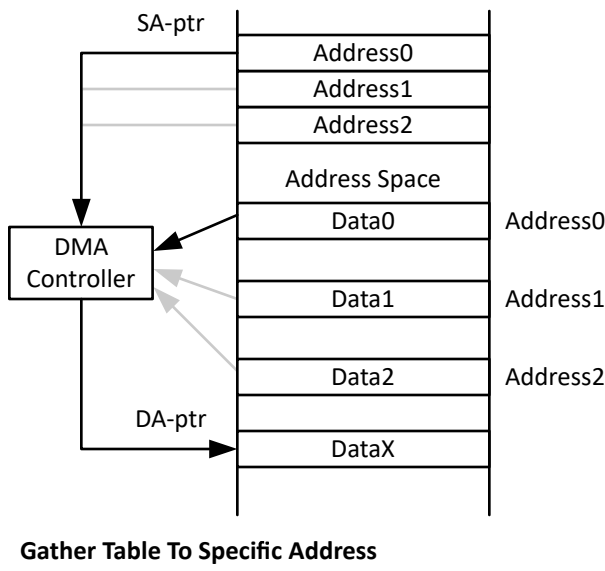 SA-ptr
Address0
Address1
Address2
Address Space
Data0 Address0
DMA
Controller
Data1 Address1
Data2 Address2
DA-ptr
DataX
Gather Table To Specific Address